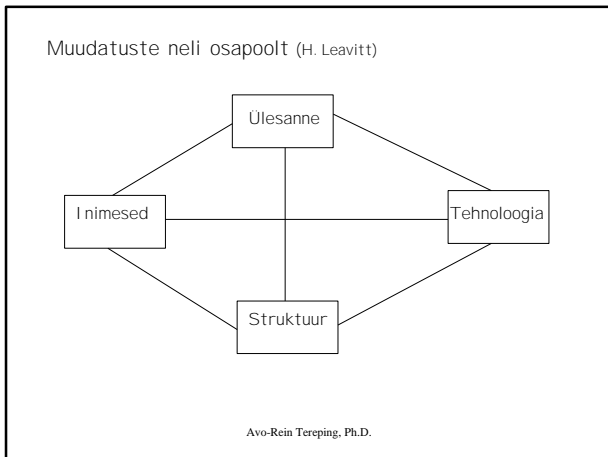 Muudatuste neli osapoolt (H. Leavitt)
Ülesanne
Inimesed
Tehnoloogia
Struktuur
Avo-Rein Tereping, Ph.D.